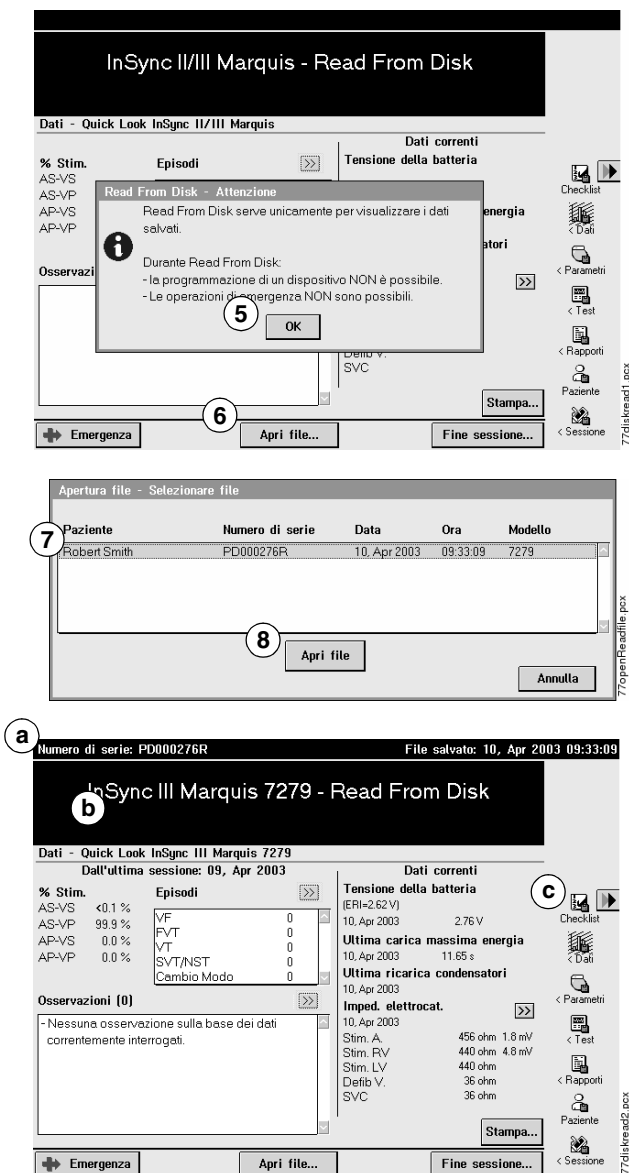 InSync II/III Marquis - Read From Disk
Dati - Quick Look InSync II/III Marquis
Dati correnti
% Stim. Episodi >> Tensione della batteria
AS-VS
AS-VP
AP-VS
AP-VP
energia
atori
Osservazi
>>
Read From Disk - Attenzione
Read From Disk serve unicamente per visualizzare i dati
salvati.
Durante Read From Disk:
- la programmazione di un dispositivo NON è possibile.
- Le operazioni di emergenza NON sono possibili.
5
OK
Defib V.
SVC
Stampa...
6
Emergenza Apri file... Fine sessione...
Checklist
< Dati
< Parametri
< Test
< Rapporti
Paziente
< Sessione
77diskread1.pcx
Apertura file - Selezionare file
7
Paziente Numero di serie Data Ora Modello
Robert Smith PD000276R 10, Apr 2003 09:33:09 7279
8
Apri file
Annulla
77openReadfile.pcx
a
Numero di serie: PD000276R File salvato: 10, Apr 2003 09:33:09
InSync III Marquis 7279 - Read From Disk
b
Dati - Quick Look InSync III Marquis 7279
Dall'ultima sessione: 09, Apr 2003
% Stim. Episodi >>
AS-VS <0.1 %
AS-VP 99.9 %
AP-VS 0.0 %
AP-VP 0.0 %
VF 0
FVT 0
VT 0
SVT/NST 0
Cambio Modo 0
Osservazioni (0) >>
- Nessuna osservazione sulla base dei dati
correntemente interrogati.
Dati correnti
Tensione della batteria
(ERI=2.62 V)
10, Apr 2003 2.76 V
Ultima carica massima energia
10, Apr 2003 11.65 s
Ultima ricarica condensatori
10, Apr 2003
Imped. elettrocat. >>
10, Apr 2003
Stim. A. 456 ohm 1.8 mV
Stim. RV 440 ohm 4.8 mV
Stim. LV 440 ohm
Defib V. 36 ohm
SVC 36 ohm
Stampa...
Emergenza Apri file... Fine sessione...
c
Checklist
< Dati
< Parametri
< Test
< Rapporti
Paziente
< Sessione
77diskread2.pcx